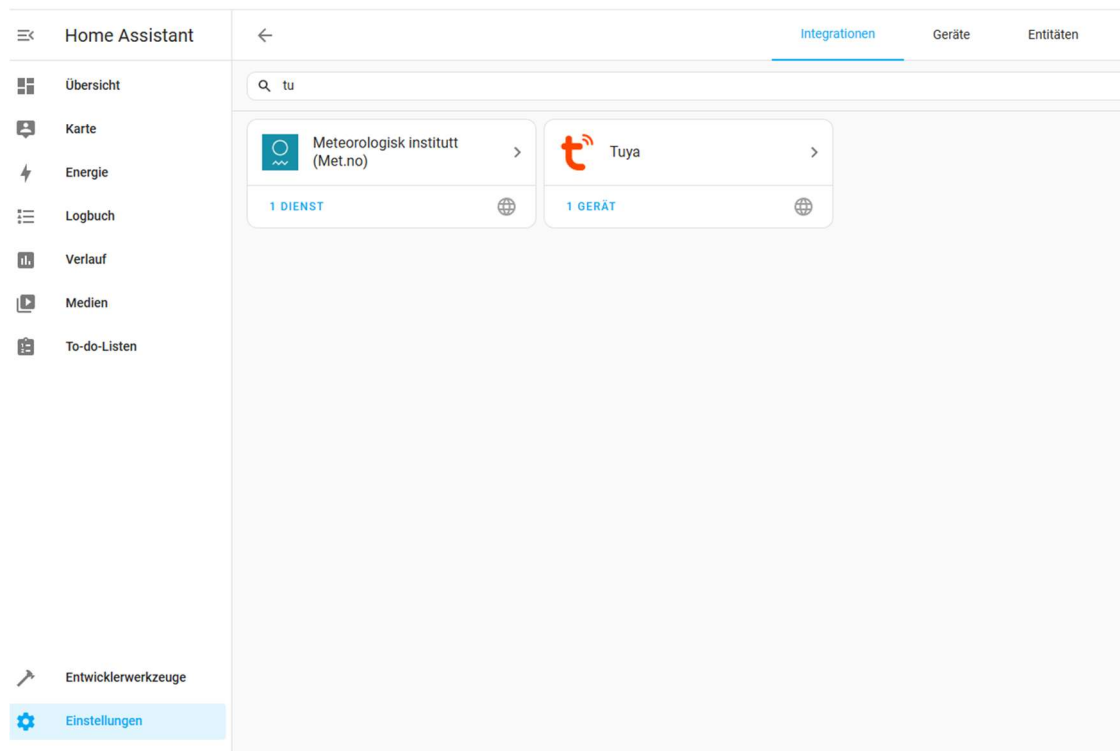 Home Assistant
Integrationen
Geräte
Entitäten
Übersicht
Karte
Energie
Logbuch
Verlauf
Medien
To-do-Listen
Entwicklerwerkzeuge
Einstellungen
tu
Meteorologisk institutt
(Met.no)
1 DIENST
Tuya
1 GERÄT